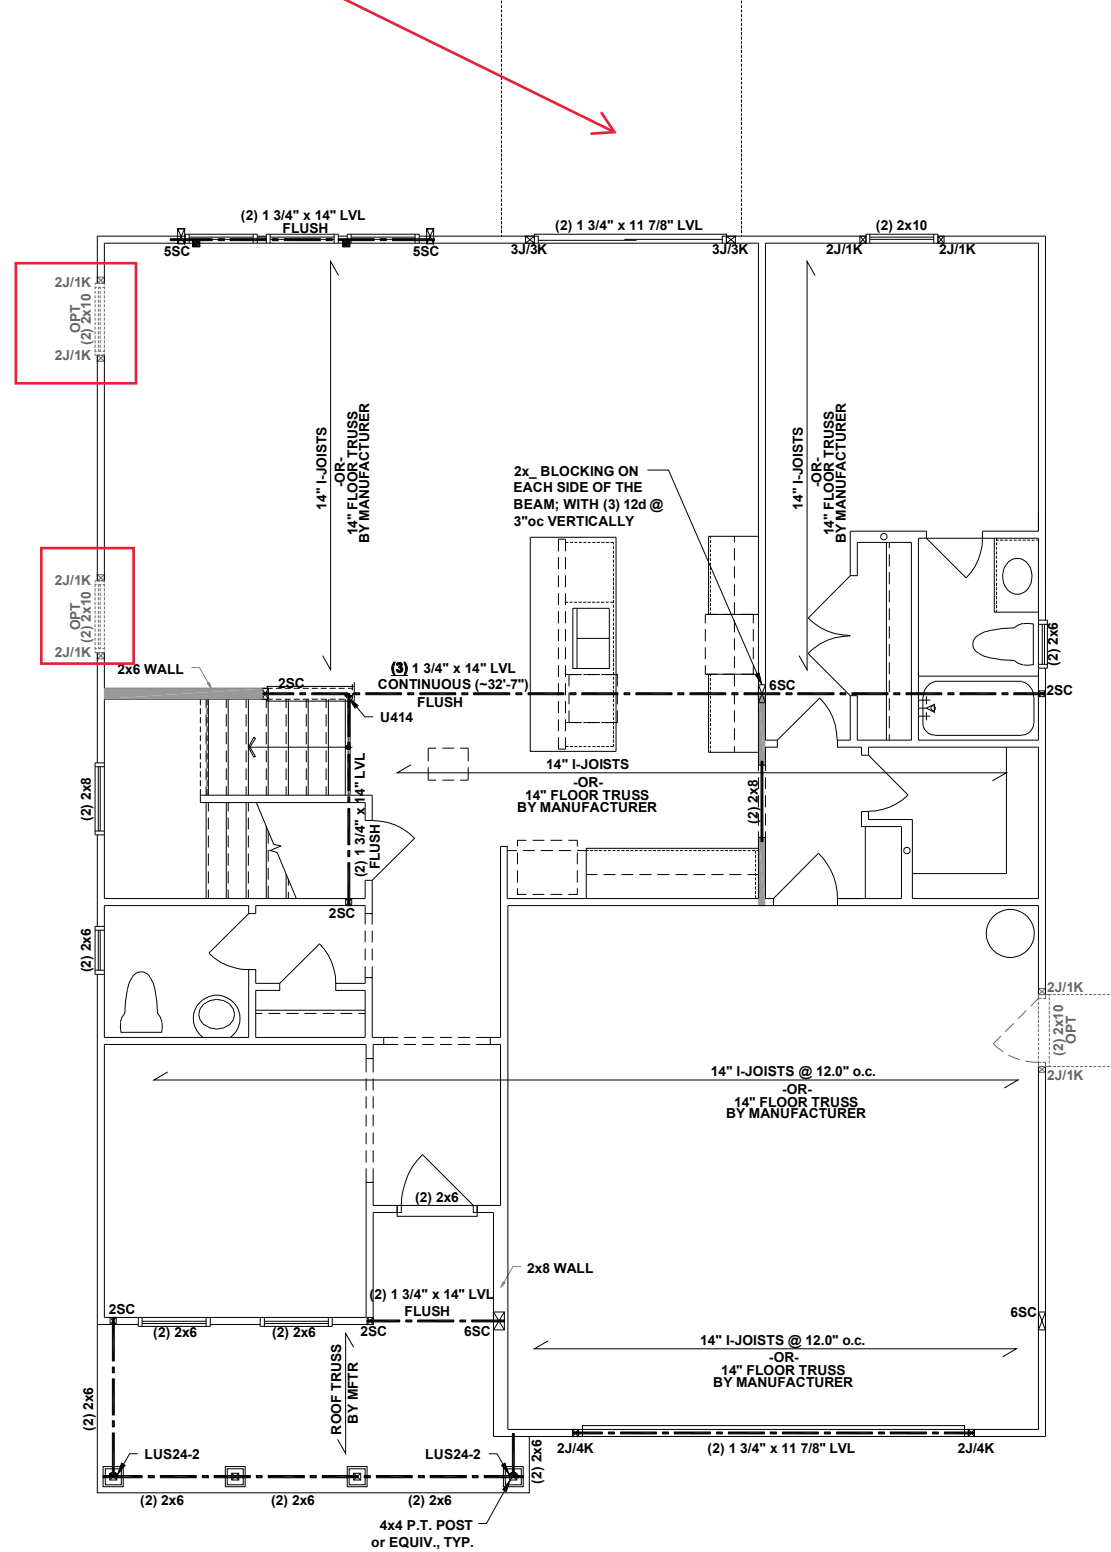 (2) 1 3/4" x 14" LVL
FLUSH
(2) 1 3/4" x 11 7/8" LVL
(2) 2x10
5SC
5SC
3J/3K
3J/3K
2J/1K
2J/1K
2J/1K
OPT
(2) 2x10
2J/1K
14" I-JOISTS
-OR-
14" FLOOR TRUSS
BY MANUFACTURER
14" I-JOISTS
-OR-
14" FLOOR TRUSS
BY MANUFACTURER
2x_ BLOCKING ON
EACH SIDE OF THE
BEAM; WITH (3) 12d @
3"oc VERTICALLY
2J/1K
OPT
(2) 2x10
2J/1K
(2) 2x6
2x6 WALL
2SC
(3) 1 3/4" x 14" LVL
CONTINUOUS (~32'-7")
FLUSH
6SC
2SC
U414
(2) 2x8
(2) 1 3/4" x 14" LVL
FLUSH
14" I-JOISTS
-OR-
14" FLOOR TRUSS
BY MANUFACTURER
(2) 2x8
2SC
(2) 2x6
2J/1K
(2) 2x10
OPT
2J/1K
14" I-JOISTS @ 12.0" o.c.
-OR-
14" FLOOR TRUSS
BY MANUFACTURER
(2) 2x6
2x8 WALL
(2) 1 3/4" x 14" LVL
FLUSH
2SC
2SC
6SC
6SC
(2) 2x6
(2) 2x6
14" I-JOISTS @ 12.0" o.c.
-OR-
14" FLOOR TRUSS
BY MANUFACTURER
(2) 2x6
ROOF TRUSS
BY MFTR
LUS24-2
LUS24-2
(2) 2x6
2J/4K
(2) 1 3/4" x 11 7/8" LVL
2J/4K
(2) 2x6
(2) 2x6
(2) 2x6
4x4 P.T. POST
or EQUIV., TYP.